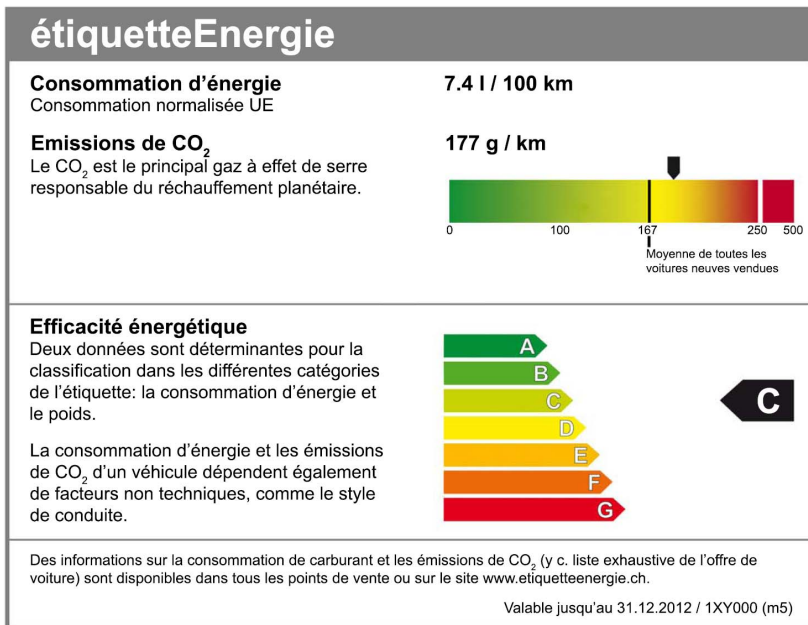 étiquetteEnergie
Consommation d'énergie 7.4 l / 100 km
Consommation normalisée UE
Emissions de CO₂ 177 g / km
Le CO₂ est le principal gaz à effet de serre
responsable du réchauffement planétaire.
0 100 167 250 500
Moyenne de toutes les
voitures neuves vendues
Efficacité énergétique
Deux données sont déterminantes pour la
classification dans les différentes catégories
de l'étiquette: la consommation d'énergie et
le poids.
La consommation d'énergie et les émissions
de CO₂ d'un véhicule dépendent également
de facteurs non techniques, comme le style
de conduite.
A
B
C
D
E
F
G
C
Des informations sur la consommation de carburant et les émissions de CO₂ (y c. liste exhaustive de l'offre de
voiture) sont disponibles dans tous les points de vente ou sur le site www.etiquetteenergie.ch.
Valable jusqu'au 31.12.2012 / 1XY000 (m5)